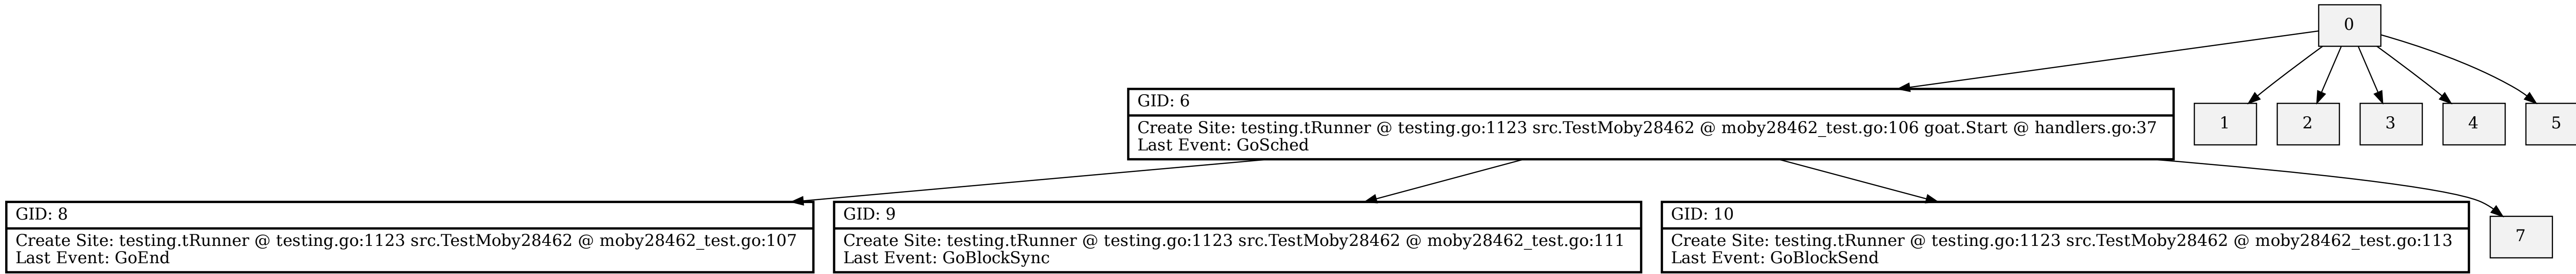 0
GID: 6
Create Site: testing.tRunner @ testing.go:1123 src.TestMoby28462 @ moby28462_test.go:106 goat.Start @ handlers.go:37
Last Event: GoSched
1
2
3
4
5
GID: 8
Create Site: testing.tRunner @ testing.go:1123 src.TestMoby28462 @ moby28462_test.go:107
Last Event: GoEnd
GID: 9
Create Site: testing.tRunner @ testing.go:1123 src.TestMoby28462 @ moby28462_test.go:111
Last Event: GoBlockSync
GID: 10
Create Site: testing.tRunner @ testing.go:1123 src.TestMoby28462 @ moby28462_test.go:113
Last Event: GoBlockSend
7